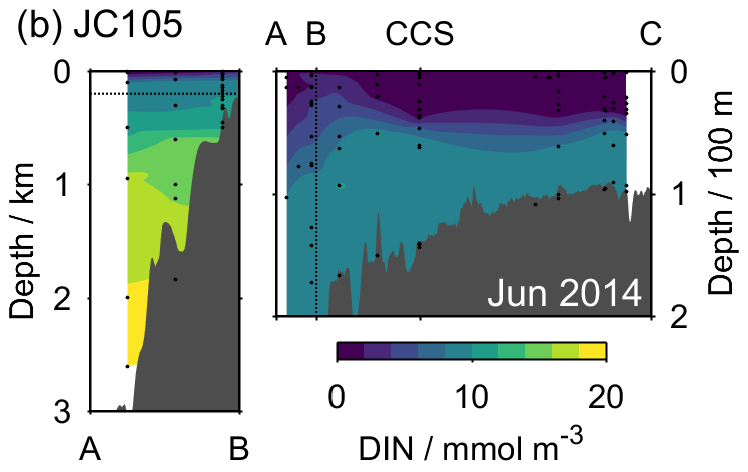 (b) JC105
A B CCS C
0
1
2
3
Depth / km
A B
0
1
2
Depth / 100 m
Jun 2014
0 10 20
DIN / mmol m⁻³